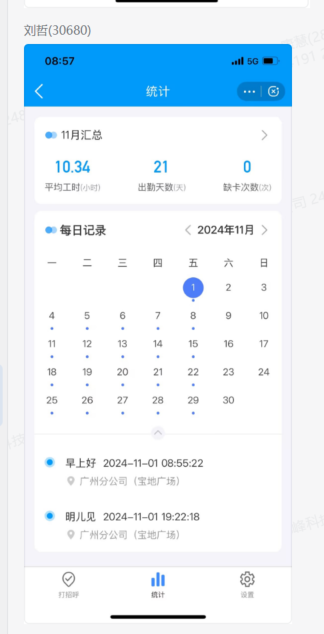 刘哲(30680)
08:57 5G
统计
11月汇总
10.34 21 0
平均工时(小时) 出勤天数(天) 缺卡次数(次)
每日记录 2024年11月
一 二 三 四 五 六 日
1 2 3
4 5 6 7 8 9 10
11 12 13 14 15 16 17
18 19 20 21 22 23 24
25 26 27 28 29 30
早上好 2024-11-01 08:55:22
广州分公司（宝地广场）
明儿见 2024-11-01 19:22:18
广州分公司（宝地广场）
打招呼 统计 设置